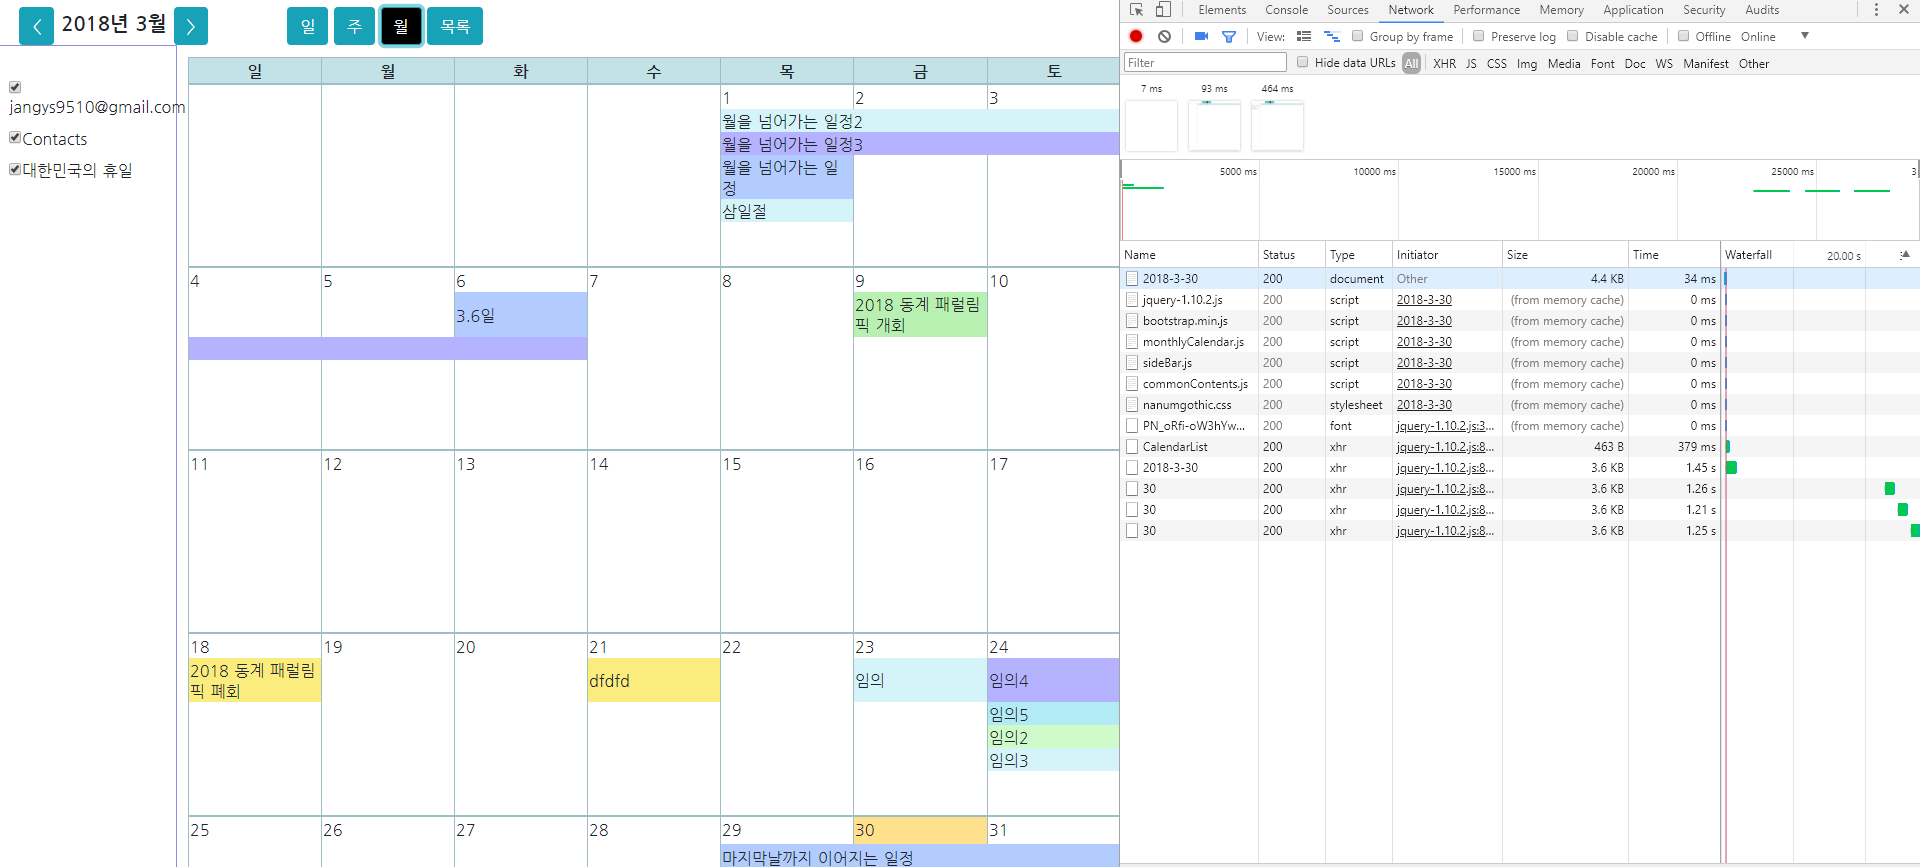 2018년 3월
일 주 월 목록
jangys9510@gmail.com
Contacts
대한민국의 휴일
일 월 화 수 목 금 토
1 2 3
월을 넘어가는 일정2
월을 넘어가는 일정3
월을 넘어가는 일
정
삼일절
4 5 6 7 8 9 10
3.6일
2018 동계 패럴림
픽 개회
11 12 13 14 15 16 17
18 19 20 21 22 23 24
2018 동계 패럴림
픽 폐회
dfdfd
임의
임의4
임의5
임의2
임의3
25 26 27 28 29 30 31
마지막날까지 이어지는 일정
Elements Console Sources Network Performance Memory Application Security Audits
View: Group by frame Preserve log Disable cache Offline Online
Filter Hide data URLs All XHR JS CSS Img Media Font Doc WS Manifest Other
7 ms 93 ms 464 ms
5000 ms 10000 ms 15000 ms 20000 ms 25000 ms 3
Name Status Type Initiator Size Time Waterfall 20.00 s
2018-3-30 200 document Other 4.4 KB 34 ms
jquery-1.10.2.js 200 script 2018-3-30 (from memory cache) 0 ms
bootstrap.min.js 200 script 2018-3-30 (from memory cache) 0 ms
monthlyCalendar.js 200 script 2018-3-30 (from memory cache) 0 ms
sideBar.js 200 script 2018-3-30 (from memory cache) 0 ms
commonContents.js 200 script 2018-3-30 (from memory cache) 0 ms
nanumgothic.css 200 stylesheet 2018-3-30 (from memory cache) 0 ms
PN_oRfi-oW3hYw... 200 font jquery-1.10.2.js:3... (from memory cache) 0 ms
CalendarList 200 xhr jquery-1.10.2.js:8... 463 B 379 ms
2018-3-30 200 xhr jquery-1.10.2.js:8... 3.6 KB 1.45 s
30 200 xhr jquery-1.10.2.js:8... 3.6 KB 1.26 s
30 200 xhr jquery-1.10.2.js:8... 3.6 KB 1.21 s
30 200 xhr jquery-1.10.2.js:8... 3.6 KB 1.25 s